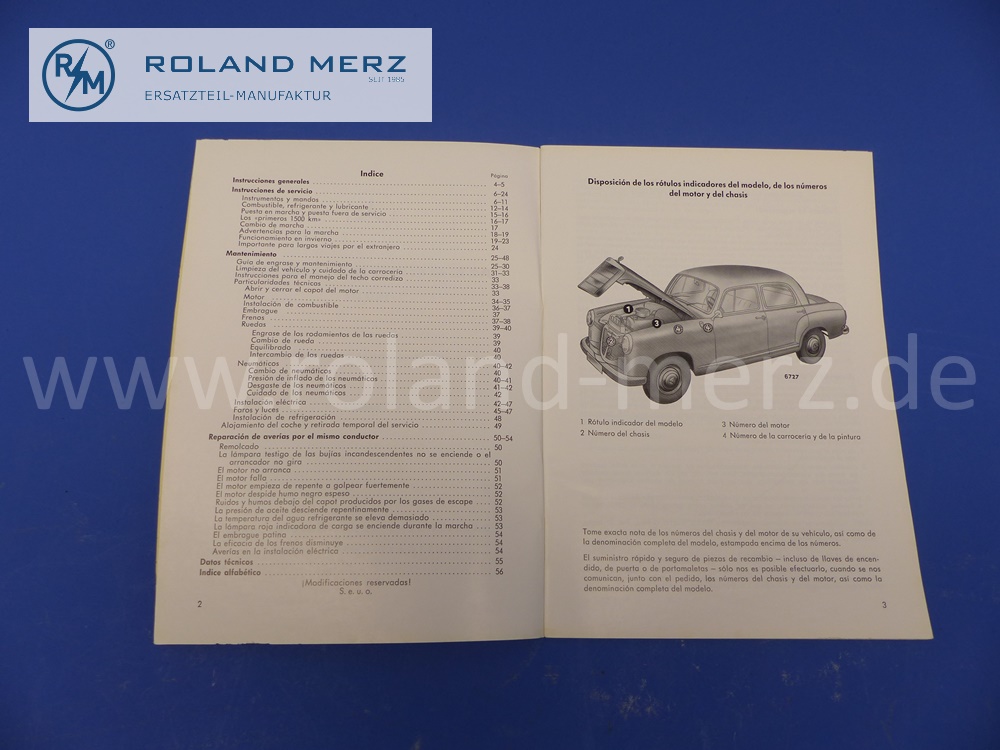 R/M®
ROLAND MERZ
SEIT 1985
ERSATZTEIL-MANUFAKTUR
Indice
Página
Instrucciones generales 4–5
Instrucciones de servicio 6–24
Instrumentos y mandos 6–11
Combustible, refrigerante y lubricante 12–14
Puesta en marcha y puesta fuera de servicio 15–16
Los «primeros 1500 km» 16–17
Cambio de marcha 17
Advertencias para la marcha 18–19
Funcionamiento en invierno 19–23
Importante para largos viajes por el extranjero 24
Mantenimiento 25–48
Guía de engrase y mantenimiento 25–30
Limpieza del vehículo y cuidado de la carrocería 31–33
Instrucciones para el manejo del techo corredizo 33
Particularidades técnicas 33–38
Abrir y cerrar el capot del motor 33
Motor 34–35
Instalación de combustible 36–37
Embrague 37
Frenos 37–38
Ruedas 39–40
Engrase de los rodamientos de las ruedas 39
Cambio de rueda 39
Equilibrado 40
Intercambio de las ruedas 40
Neumáticos 40–42
Cambio de neumáticos 40
Presión de inflado de los neumáticos 40–41
Desgaste de los neumáticos 41–42
Cuidado de los neumáticos 42
Instalación eléctrica 42–47
Faros y luces 45–47
Instalación de refrigeración 48
Alojamiento del coche y retirada temporal del servicio 49
Reparación de averías por el mismo conductor 50–54
Remolcado 50
La lámpara testigo de las bujías incandescentes no se enciende o el
arrancador no gira 50
El motor no arranca 51
El motor falla 51
El motor empieza de repente a golpear fuertemente 52
El motor despide humo negro espeso 52
Ruidos y humos debajo del capot producidos por los gases de escape 52
La presión de aceite desciende repentinamente 53
La temperatura del agua refrigerante se eleva demasiado 53
La lámpara roja indicadora de carga se enciende durante la marcha 53
El embrague patina 54
La eficacia de los frenos disminuye 54
Averías en la instalación eléctrica 54
Datos técnicos 55
Indice alfabético 56
¡Modificaciones reservadas!
S. e. u. o.
2
Disposición de los rótulos indicadores del modelo, de los números
del motor y del chasis
1
3
6727
1 Rótulo indicador del modelo
2 Número del chasis
3 Número del motor
4 Número de la carrocería y de la pintura
Tome exacta nota de los números del chasis y del motor de su vehículo, así como de
la denominación completa del modelo, estampada encima de los números.
El suministro rápido y seguro de piezas de recambio – incluso de llaves de encen-
dido, de puerta o de portamaletas – sólo nos es posible efectuarlo, cuando se nos
comunican, junto con el pedido, los números del chasis y del motor, así como la
denominación completa del modelo.
3
www.roland-merz.de